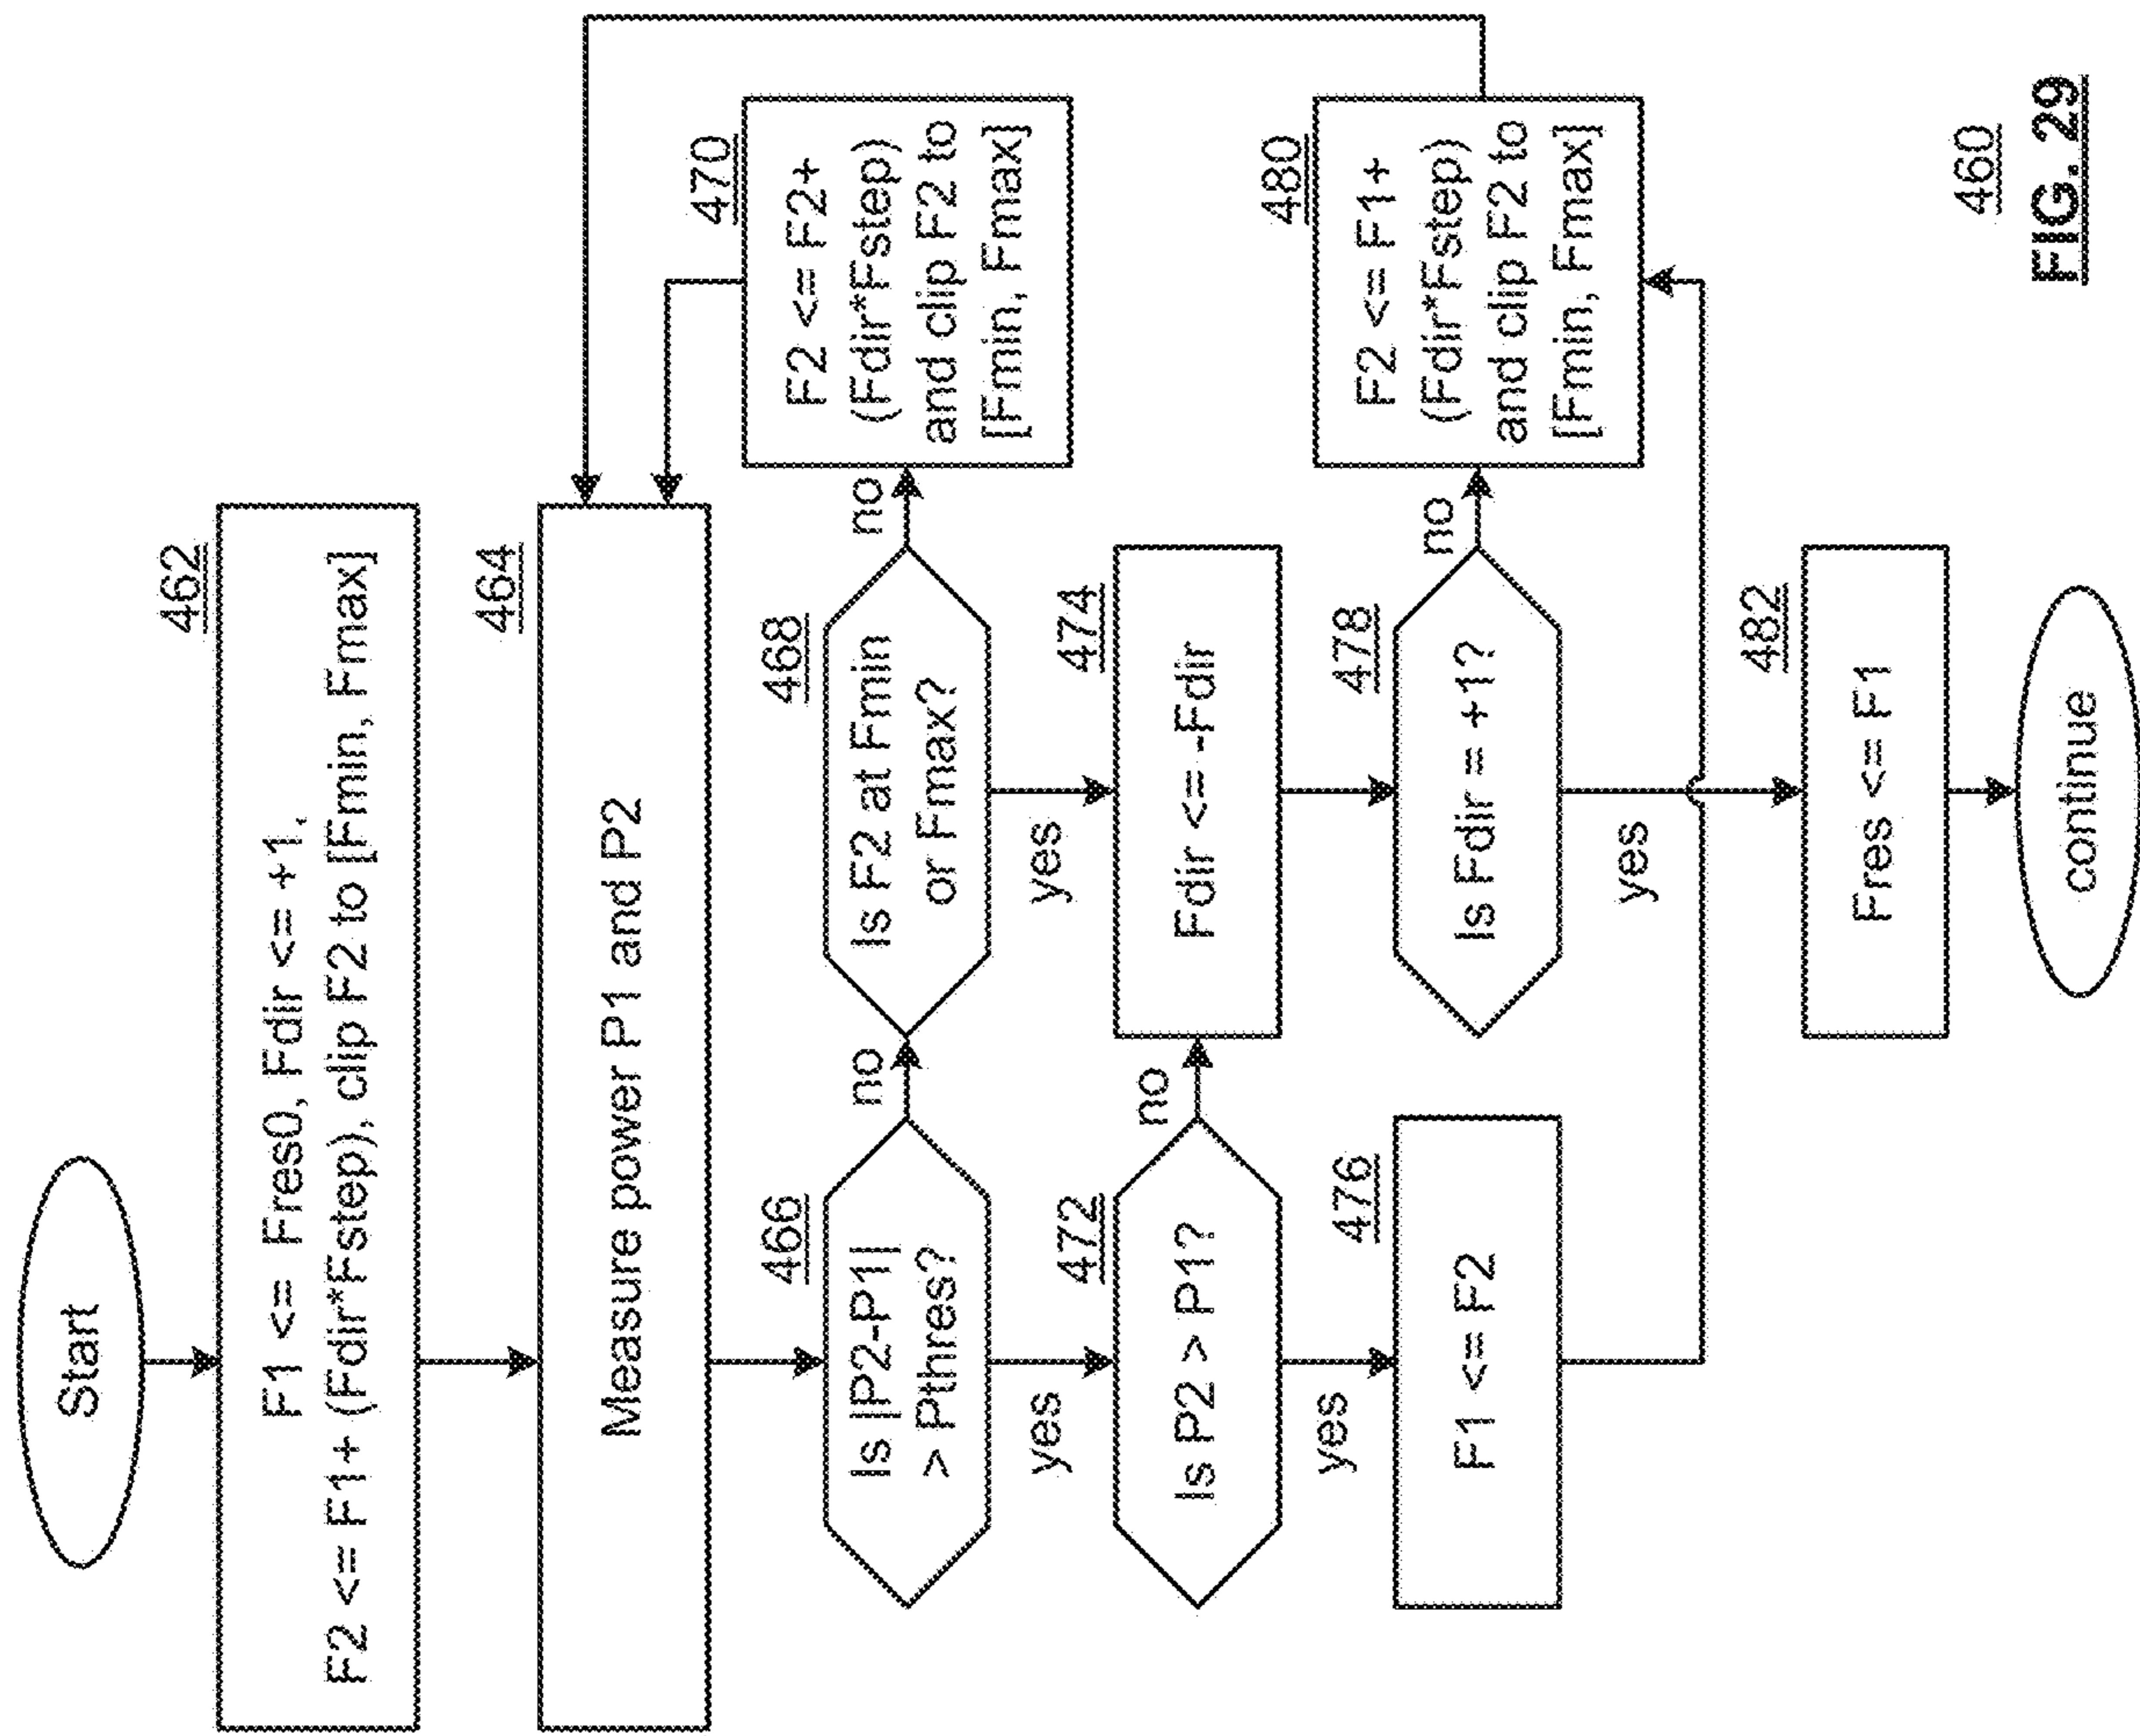 Start
462
F1 <= Fres0, Fdir <= +1,
F2 <= F1+ (Fdir*Fstep), clip F2 to [Fmin, Fmax]
464
Measure power P1 and P2
466
Is |P2-P1|
> Pthres?
no
yes
468
Is F2 at Fmin
or Fmax?
no
yes
470
F2 <= F2+
(Fdir*Fstep)
and clip F2 to
[Fmin, Fmax]
472
Is P2 > P1?
no
yes
474
Fdir <= -Fdir
476
F1 <= F2
478
Is Fdir = +1?
no
yes
480
F2 <= F1+
(Fdir*Fstep)
and clip F2 to
[Fmin, Fmax]
482
Fres <= F1
continue
460
FIG. 29